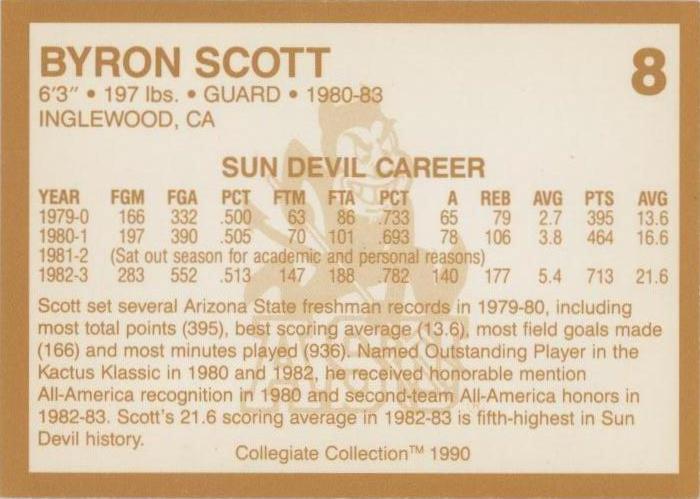 BYRON SCOTT
8
6'3" • 197 lbs. • GUARD • 1980-83
INGLEWOOD, CA
SUN DEVIL CAREER
YEAR FGM FGA PCT FTM FTA PCT A REB AVG PTS AVG
1979-0 166 332 .500 63 86 .733 65 79 2.7 395 13.6
1980-1 197 390 .505 70 101 .693 78 106 3.8 464 16.6
1981-2 (Sat out season for academic and personal reasons)
1982-3 283 552 .513 147 188 .782 140 177 5.4 713 21.6
Scott set several Arizona State freshman records in 1979-80, including
most total points (395), best scoring average (13.6), most field goals made
(166) and most minutes played (936). Named Outstanding Player in the
Kactus Klassic in 1980 and 1982, he received honorable mention
All-America recognition in 1980 and second-team All-America honors in
1982-83. Scott's 21.6 scoring average in 1982-83 is fifth-highest in Sun
Devil history.
Collegiate Collection™ 1990
ASU